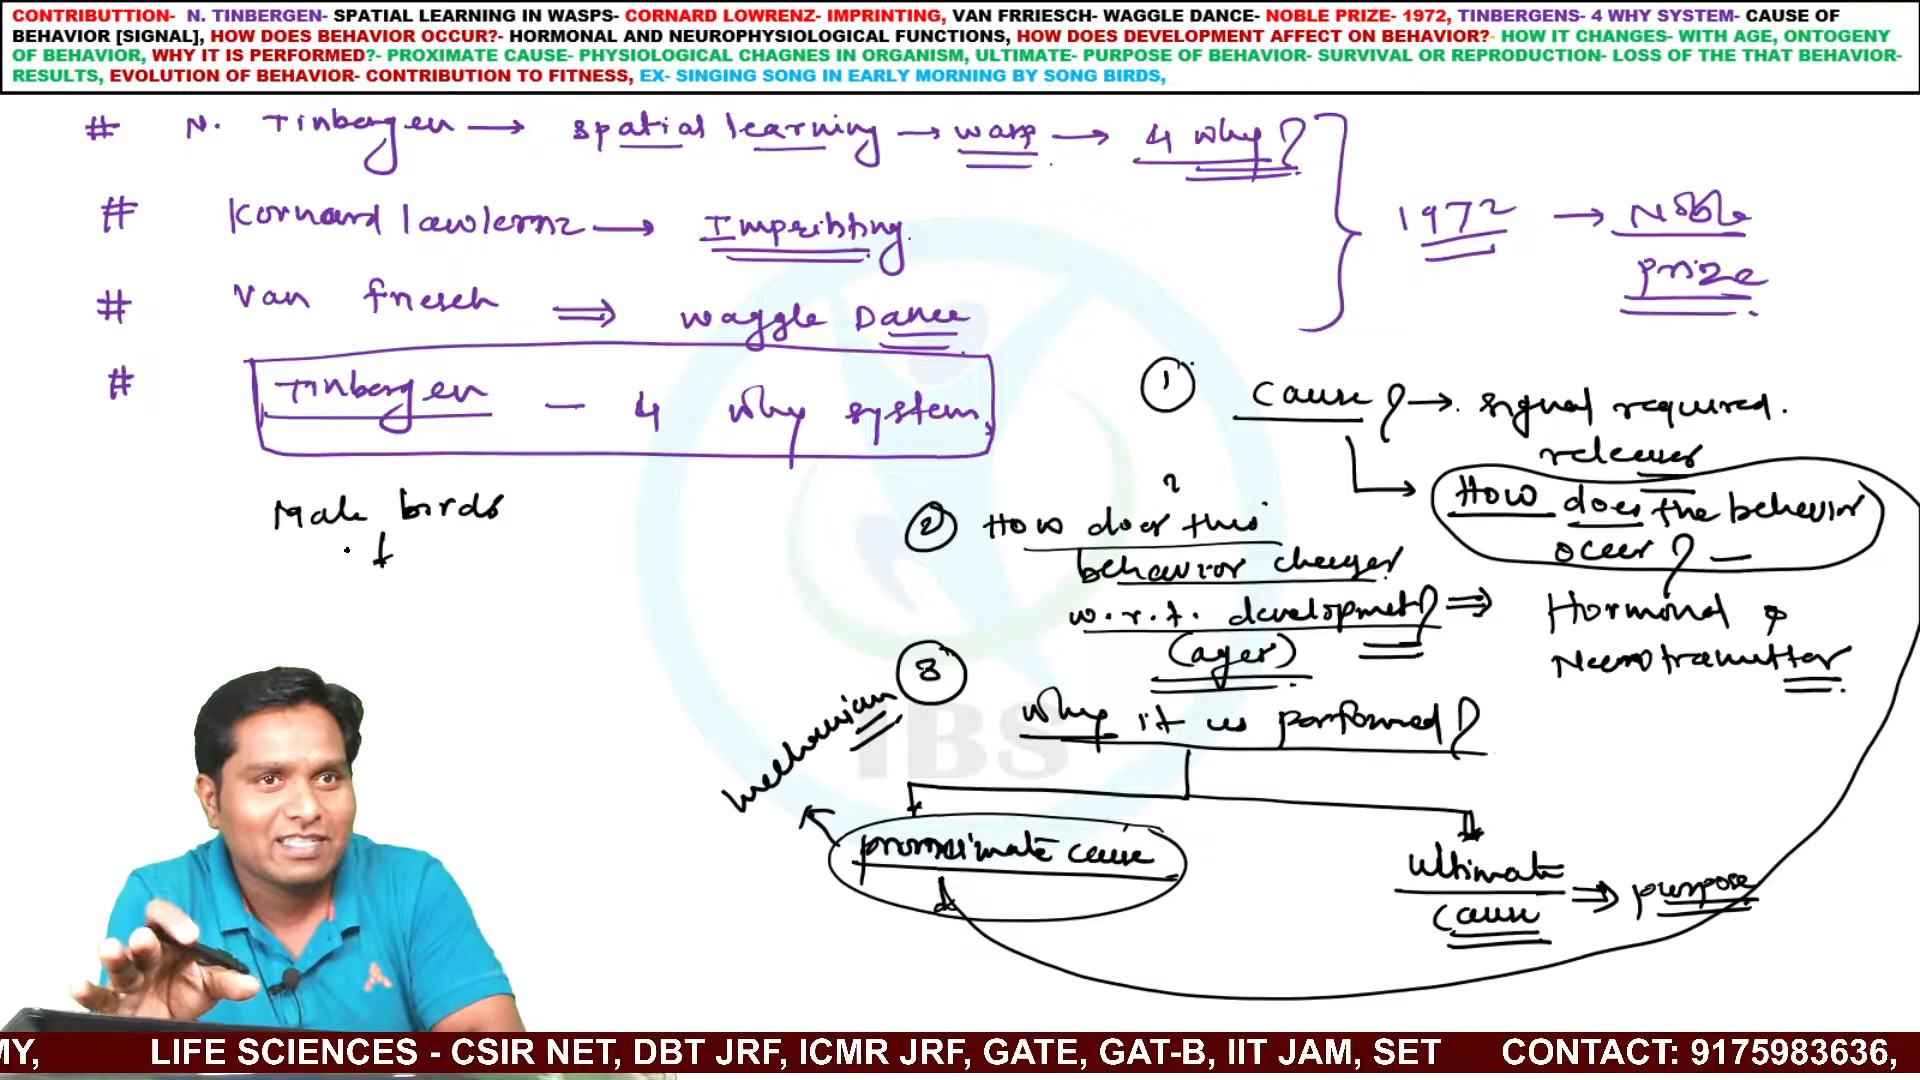 CONTRIBUTTION- N. TINBERGEN- SPATIAL LEARNING IN WASPS- CORNARD LOWRENZ- IMPRINTING, VAN FRRIESCH- WAGGLE DANCE- NOBLE PRIZE- 1972, TINBERGENS- 4 WHY SYSTEM- CAUSE OF
BEHAVIOR [SIGNAL], HOW DOES BEHAVIOR OCCUR?- HORMONAL AND NEUROPHYSIOLOGICAL FUNCTIONS, HOW DOES DEVELOPMENT AFFECT ON BEHAVIOR?- HOW IT CHANGES- WITH AGE, ONTOGENY
OF BEHAVIOR, WHY IT IS PERFORMED?- PROXIMATE CAUSE- PHYSIOLOGICAL CHAGNES IN ORGANISM, ULTIMATE- PURPOSE OF BEHAVIOR- SURVIVAL OR REPRODUCTION- LOSS OF THE THAT BEHAVIOR-
RESULTS, EVOLUTION OF BEHAVIOR- CONTRIBUTION TO FITNESS, EX- SINGING SONG IN EARLY MORNING BY SONG BIRDS,
# N. Tinbergen → spatial learning → wasp → 4 why?
# Kornard → Imprinting.
1972 → Noble
prize
# Van friesch ⇒ Waggle Dance
# Tinbergen - 4 why system
① Cause? → signal required.
releaser
How does the behavior
occur? -
Male birds
② How does this
behavior changes
w.r.t. development? ⇒ Hormonal &
(ages)
③ why it is performed?
mechanism
proximate cause
ultimate
cause ⇒ purpose
IBS
MY, LIFE SCIENCES - CSIR NET, DBT JRF, ICMR JRF, GATE, GAT-B, IIT JAM, SET CONTACT: 9175983636,